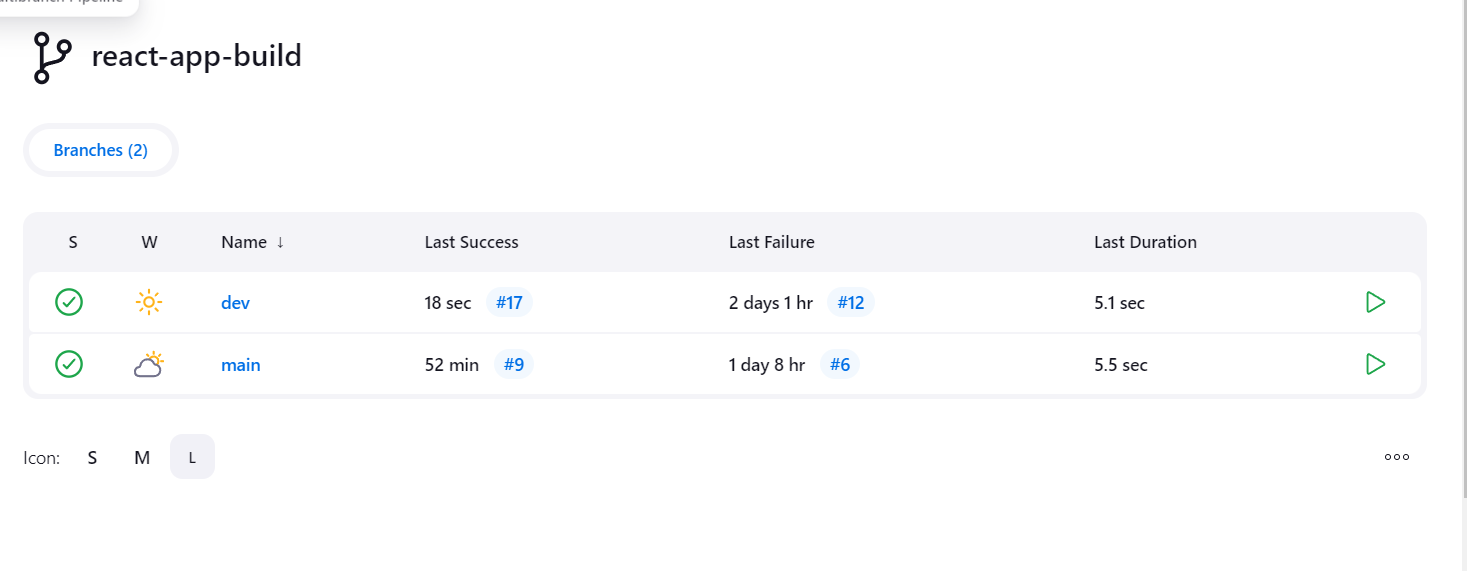 Pipeline
react-app-build
Branches (2)
S W Name ↓ Last Success Last Failure Last Duration
dev 18 sec #17 2 days 1 hr #12 5.1 sec
main 52 min #9 1 day 8 hr #6 5.5 sec
Icon: S M L